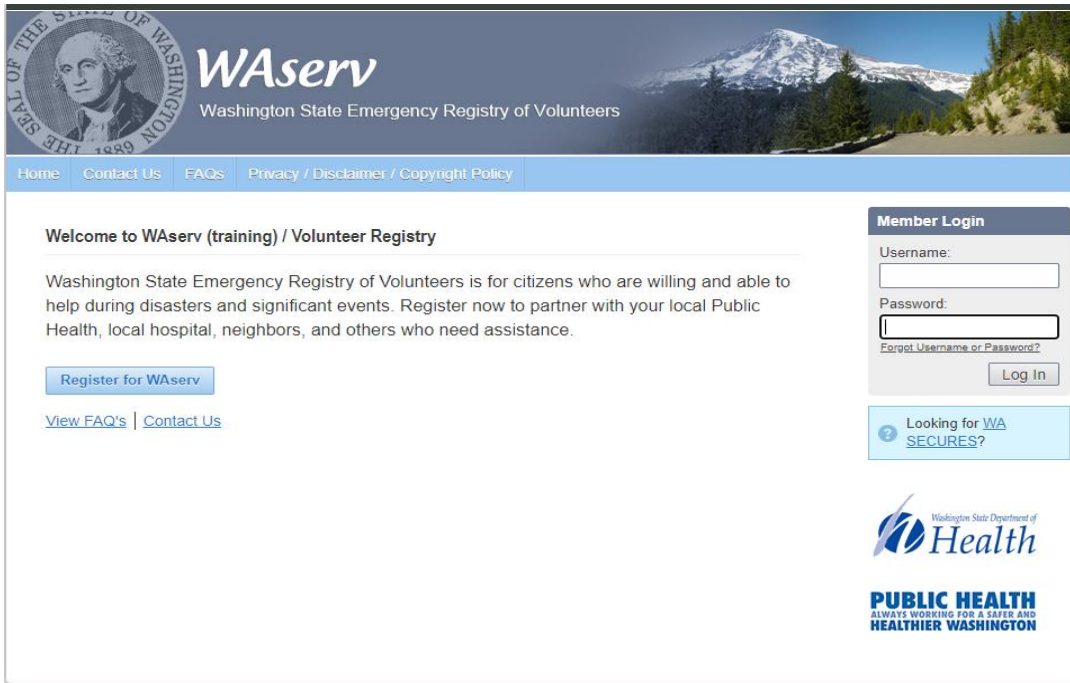 THE SEAL OF THE STATE OF WASHINGTON
1889
WAserv
Washington State Emergency Registry of Volunteers
Home Contact Us FAQs Privacy / Disclaimer / Copyright Policy
Welcome to WAserv (training) / Volunteer Registry
Washington State Emergency Registry of Volunteers is for citizens who are willing and able to
help during disasters and significant events. Register now to partner with your local Public
Health, local hospital, neighbors, and others who need assistance.
Register for WAserv
View FAQ's | Contact Us
Member Login
Username:
Password:
Forgot Username or Password?
Log In
? Looking for WA
SECURES?
Washington State Department of
Health
PUBLIC HEALTH
ALWAYS WORKING FOR A SAFER AND
HEALTHIER WASHINGTON